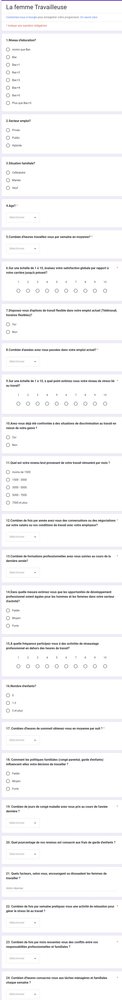 La femme Travailleuse
Connectez-vous à Google pour enregistrer votre progression. En savoir plus
* Indique une question obligatoire
1.Niveau d'éducation?
moins que Bac
Bac
Bac+1
Bac+2
Bac+3
Bac+4
Bac+5
Plus que Bac+5
2.Secteur emploi?
Privée
Public
Hybride
3.Situation familiale?
Célibataire
Mariée
Veuf
4.Age? *
Sélectionner
5.Combien d'heures travaillez-vous par semaine en moyenne? *
Sélectionner
6.Sur une échelle de 1 à 10, évaluez votre satisfaction globale par rapport à *
votre carrière jusqu'à présent?
1 2 3 4 5 6 7 8 9 10
7.Disposez-vous d'options de travail flexible dans votre emploi actuel (Télétravail,
horaires flexibles)?
Oui
Non
8.Combien d'années avez-vous passées dans votre emploi actuel? *
Sélectionner
9.Sur une échelle de 1 à 10, à quel point estimez-vous votre niveau de stress lié *
au travail?
1 2 3 4 5 6 7 8 9 10
10.Avez-vous déjà été confrontée à des situations de discrimination au travail en
raison de votre genre ?
Oui
Non
11.Quel est votre revenu brut provenant de votre travail rémunéré par mois ?
moins de 1500
1500 - 3000
3000 - 5000
5000 - 7000
7000 et plus
12.Combien de fois par année avez-vous des conversations ou des négociations *
sur votre salaire ou vos conditions de travail avec votre employeur?
Sélectionner
13.Combien de formations professionnelles avez-vous suivies au cours de la *
dernière année?
Sélectionner
14.Dans quelle mesure estimez-vous que les opportunités de développement
professionnel soient égales pour les hommes et les femmes dans votre secteur
d'activité?
Faible
Moyen
Forte
15.À quelle fréquence participez-vous à des activités de réseautage
professionnel en dehors des heures de travail?
1 2 3 4 5 6 7 8 9 10
16.Nombre d'enfants?
0
1-3
3 et plus
17. Combien d'heures de sommeil obtenez-vous en moyenne par nuit ? *
Sélectionner
18. Comment les politiques familiales (congé parental, garde d'enfants)
influencent-elles votre décision de travailler ?
Faible
Moyen
Forte
19. Combien de jours de congé maladie avez-vous pris au cours de l'année *
dernière ?
Sélectionner
20. Quel pourcentage de vos revenus est consacré aux frais de garde d'enfants ?
Sélectionner
21. Quels facteurs, selon vous, encouragent ou dissuadent les femmes de
travailler ?
Votre réponse
22. Combien de fois par semaine pratiquez-vous une activité de relaxation pour *
gérer le stress lié au travail ?
Sélectionner
23. Combien de fois par mois ressentez-vous des conflits entre vos *
responsabilités professionnelles et familiales ?
Sélectionner
24. Combien d'heures consacrez-vous aux tâches ménagères et familiales *
chaque semaine ?
Sélectionner